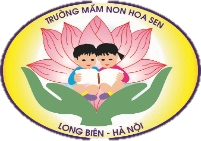 TRƯỜNG MẦM NON HOA SEN
LONG BIÊN - HÀ NỘI